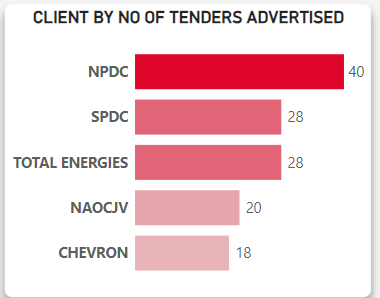 CLIENT BY NO OF TENDERS ADVERTISED
NPDC 40
SPDC 28
TOTAL ENERGIES 28
NAOCJV 20
CHEVRON 18